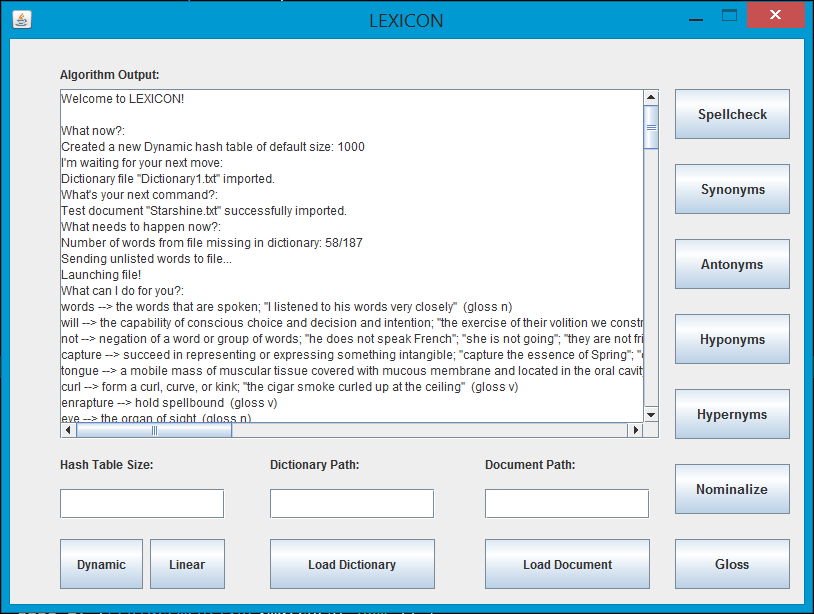 LEXICON
Algorithm Output:
Welcome to LEXICON!
What now?:
Created a new Dynamic hash table of default size: 1000
I'm waiting for your next move:
Dictionary file "Dictionary1.txt" imported.
What's your next command?:
Test document "Starshine.txt" successfully imported.
What needs to happen now?:
Number of words from file missing in dictionary: 58/187
Sending unlisted words to file...
Launching file!
What can I do for you?:
words --> the words that are spoken; "I listened to his words very closely"  (gloss n)
will --> the capability of conscious choice and decision and intention; "the exercise of their volition we constr
not --> negation of a word or group of words; "he does not speak French"; "she is not going"; "they are not fri
capture --> succeed in representing or expressing something intangible; "capture the essence of Spring"; "
tongue --> a mobile mass of muscular tissue covered with mucous membrane and located in the oral cavity
curl --> form a curl, curve, or kink; "the cigar smoke curled up at the ceiling"  (gloss v)
enrapture --> hold spellbound  (gloss v)
eye --> the organ of sight  (gloss n)
Spellcheck
Synonyms
Antonyms
Hyponyms
Hypernyms
Nominalize
Gloss
Hash Table Size:
Dictionary Path:
Document Path:
Dynamic
Linear
Load Dictionary
Load Document